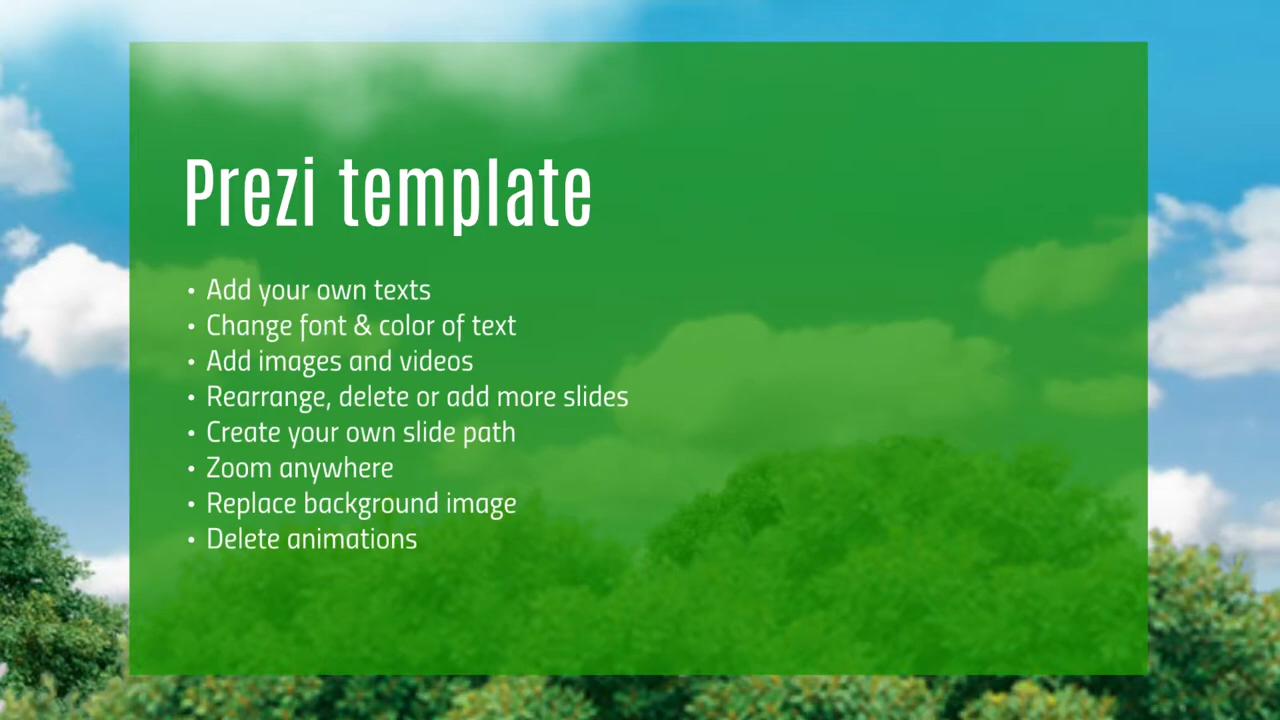 Prezi template
• Add your own texts
• Change font & color of text
• Add images and videos
• Rearrange, delete or add more slides
• Create your own slide path
• Zoom anywhere
• Replace background image
• Delete animations